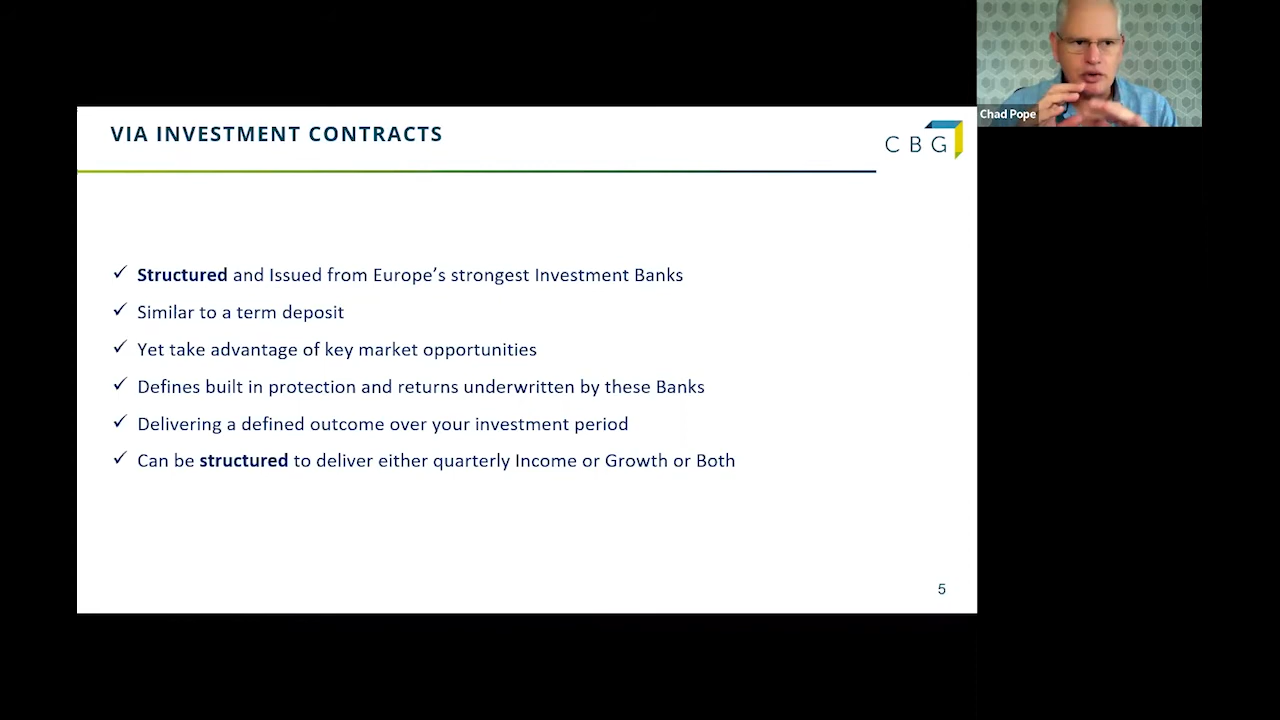 Chad Pope
VIA INVESTMENT CONTRACTS
CBG
✓ Structured and Issued from Europe’s strongest Investment Banks
✓ Similar to a term deposit
✓ Yet take advantage of key market opportunities
✓ Defines built in protection and returns underwritten by these Banks
✓ Delivering a defined outcome over your investment period
✓ Can be structured to deliver either quarterly Income or Growth or Both
5